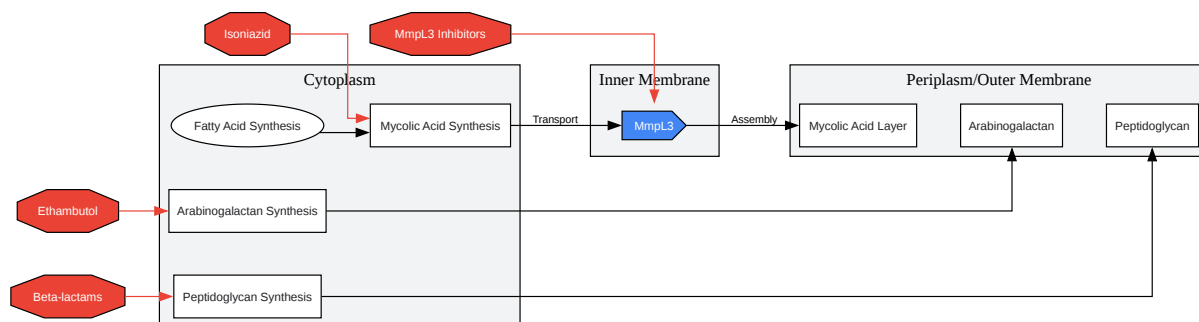 Isoniazid
MmpL3 Inhibitors
Cytoplasm
Inner Membrane
Periplasm/Outer Membrane
Fatty Acid Synthesis
Mycolic Acid Synthesis
Transport
MmpL3
Assembly
Mycolic Acid Layer
Arabinogalactan
Peptidoglycan
Ethambutol
Arabinogalactan Synthesis
Beta-lactams
Peptidoglycan Synthesis